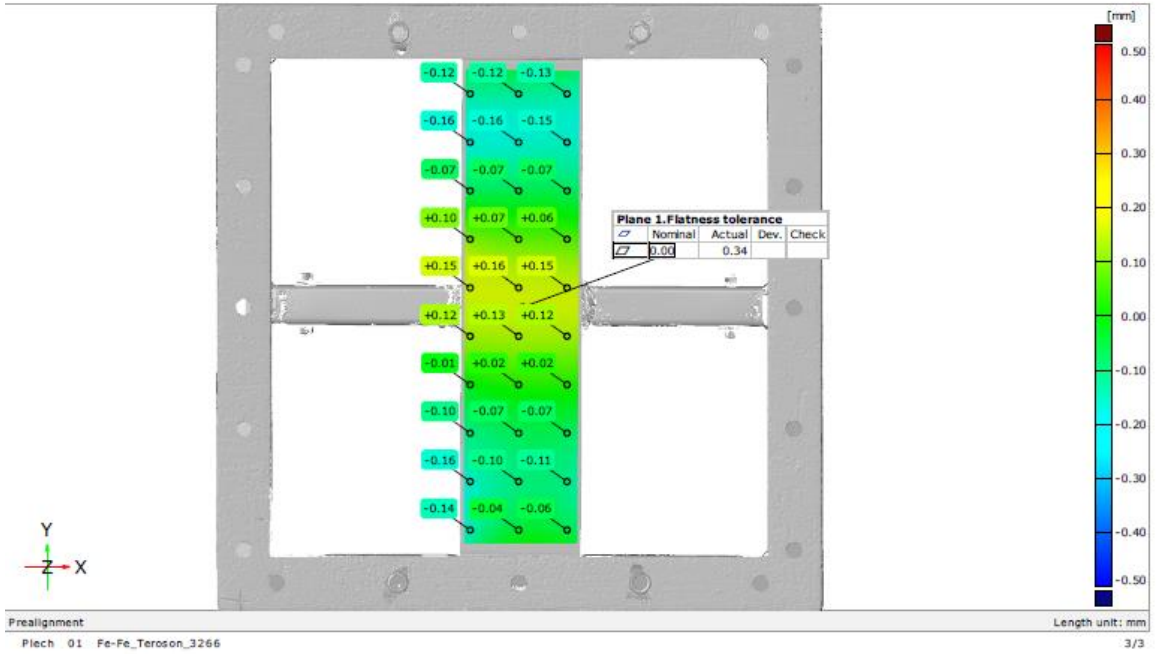 [mm]
0.50
0.40
0.30
0.20
0.10
0.00
-0.10
-0.20
-0.30
-0.40
-0.50
-0.12 -0.12 -0.13
-0.16 -0.16 -0.15
-0.07 -0.07 -0.07
+0.10 +0.07 +0.06
+0.15 +0.16 +0.15
+0.12 +0.13 +0.12
-0.01 +0.02 +0.02
-0.10 -0.07 -0.07
-0.16 -0.10 -0.11
-0.14 -0.04 -0.06
Plane 1.Flatness tolerance
Nominal Actual Dev. Check
0.00 0.34
Y
Z X
Prealignment Length unit: mm
Plech 01 Fe-Fe_Teroson_3266 3/3